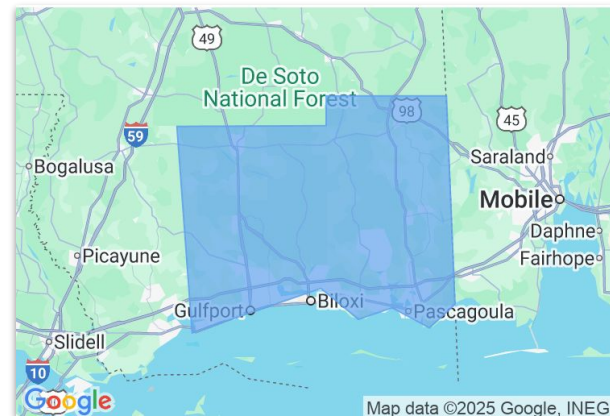 49
De Soto
National Forest
98
45
59
Bogalusa
Saraland
Mobile
Daphne
Picayune
Fairhope
Gulfport
Biloxi
Pascagoula
Slidell
10
Google
Map data ©2025 Google, INEG